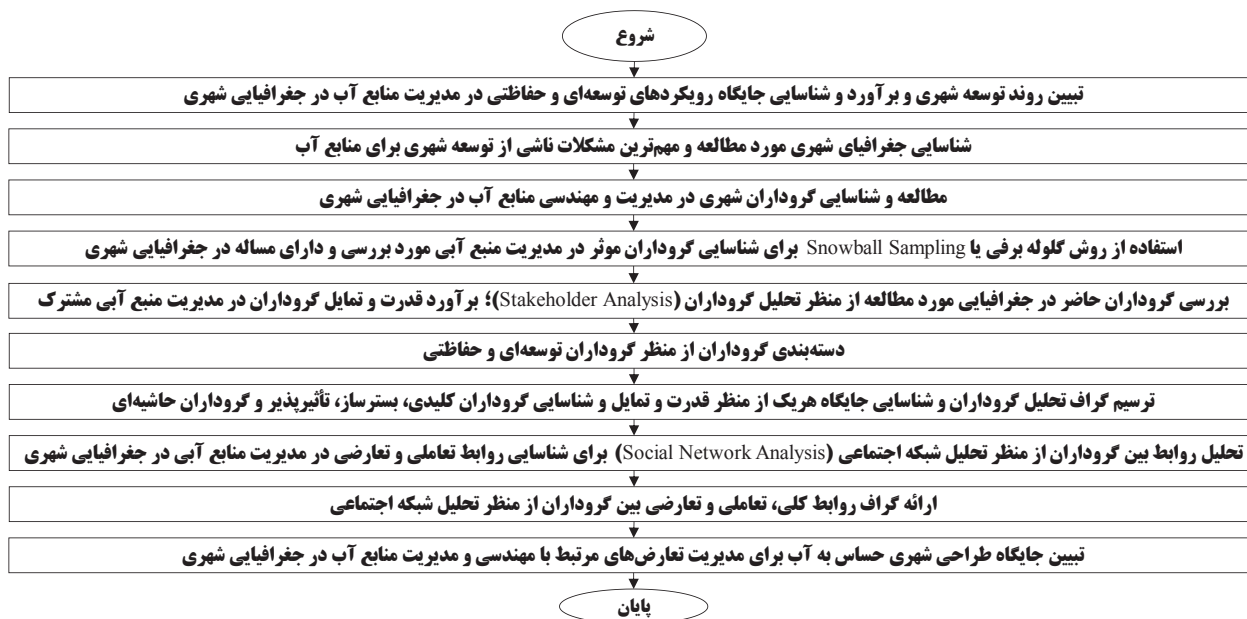 شروع
تبیین روند توسعه شهری و برآورد و شناسایی جایگاه رویکردهای توسعه‌ای و حفاظتی در مدیریت منابع آب در جغرافیایی شهری
شناسایی جغرافیای شهری مورد مطالعه و مهم‌ترین مشکلات ناشی از توسعه شهری برای منابع آب
مطالعه و شناسایی گروداران شهری در مدیریت و مهندسی منابع آب در جغرافیایی شهری
استفاده از روش گلوله برفی یا Snowball Sampling برای شناسایی گروداران موثر در مدیریت منبع آبی مورد بررسی و دارای مساله در جغرافیایی شهری
بررسی گروداران حاضر در جغرافیایی مورد مطالعه از منظر تحلیل گروداران (Stakeholder Analysis)؛ برآورد قدرت و تمایل گروداران در مدیریت منبع آبی مشترک
دسته‌بندی گروداران از منظر گروداران توسعه‌ای و حفاظتی
ترسیم گراف تحلیل گروداران و شناسایی جایگاه هریک از منظر قدرت و تمایل و شناسایی گروداران کلیدی، بسترساز، تأثیرپذیر و گروداران حاشیه‌ای
تحلیل روابط بین گروداران از منظر تحلیل شبکه اجتماعی (Social Network Analysis) برای شناسایی روابط تعاملی و تعارضی در مدیریت منابع آبی در جغرافیایی شهری
ارائه گراف روابط کلی، تعاملی و تعارضی بین گروداران از منظر تحلیل شبکه اجتماعی
تبیین جایگاه طراحی شهری حساس به آب برای مدیریت تعارض‌های مرتبط با مهندسی و مدیریت منابع آب در جغرافیایی شهری
پایان